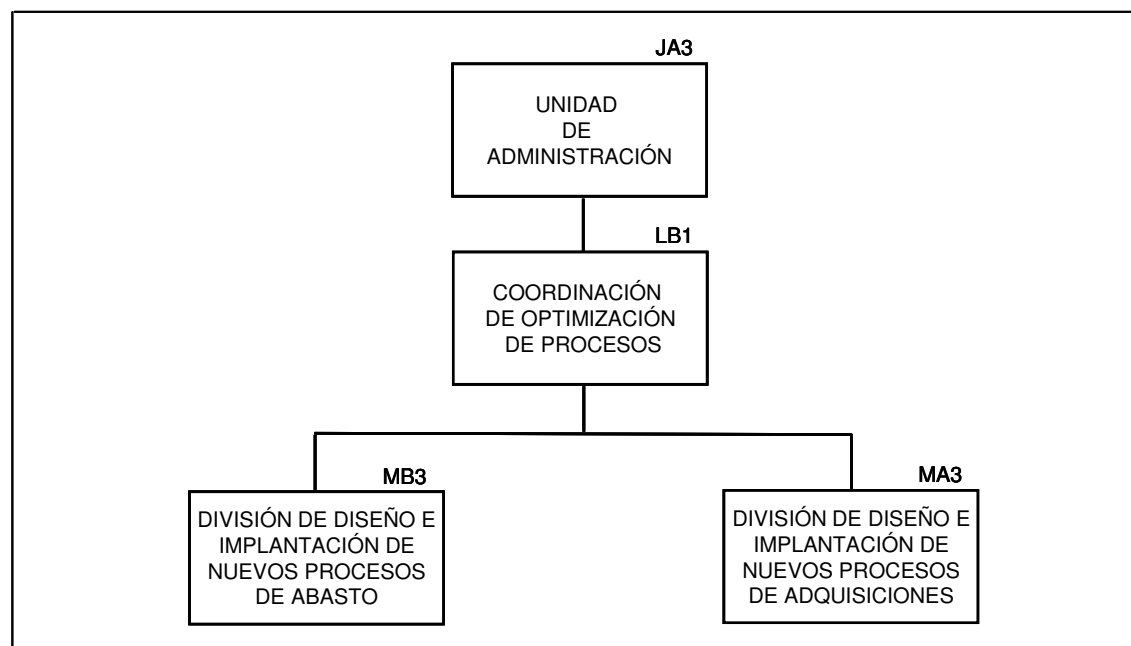 JA3
UNIDAD
DE
ADMINISTRACIÓN
LB1
COORDINACIÓN
DE OPTIMIZACIÓN
DE PROCESOS
MB3
DIVISIÓN DE DISEÑO E
IMPLANTACIÓN DE
NUEVOS PROCESOS
DE ABASTO
MA3
DIVISIÓN DE DISEÑO E
IMPLANTACIÓN DE
NUEVOS PROCESOS
DE ADQUISICIONES